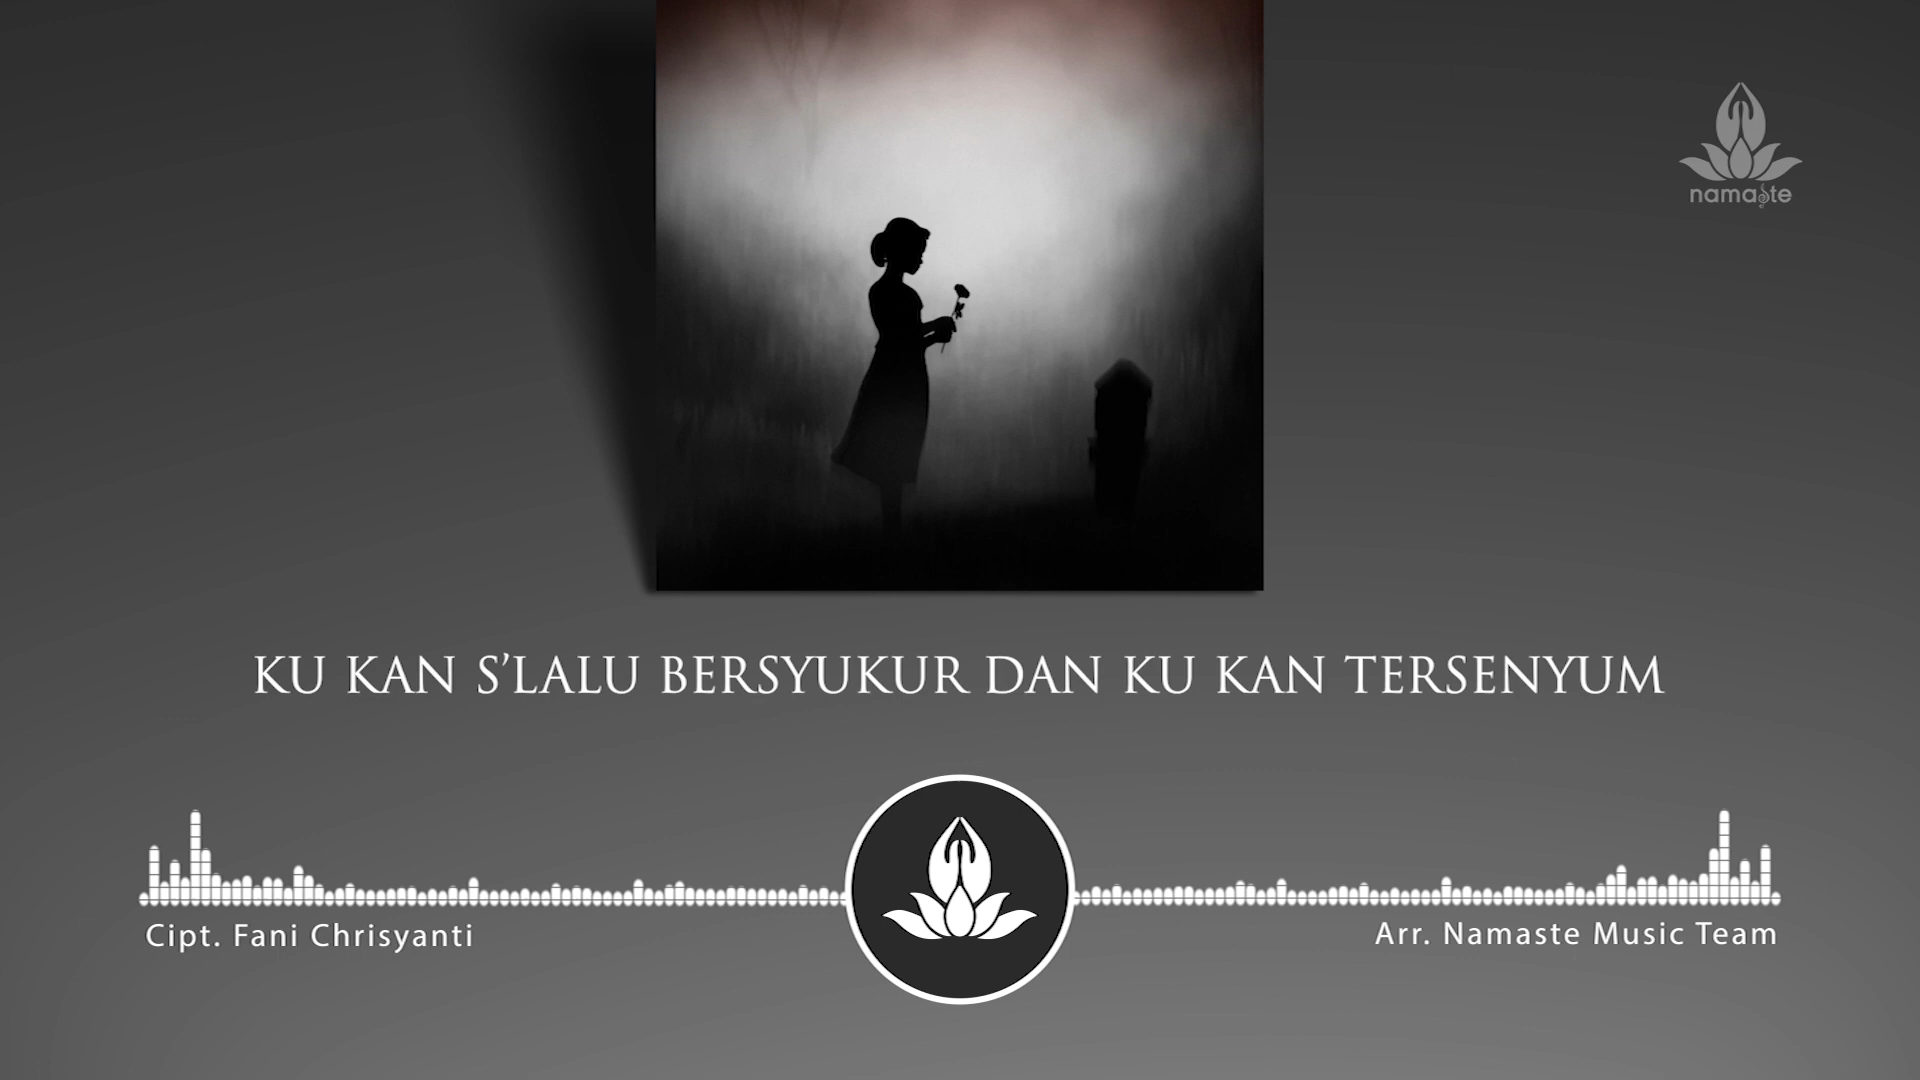 namaste
KU KAN S’LALU BERSYUKUR DAN KU KAN TERSENYUM
Cipt. Fani Chrisyanti
Arr. Namaste Music Team